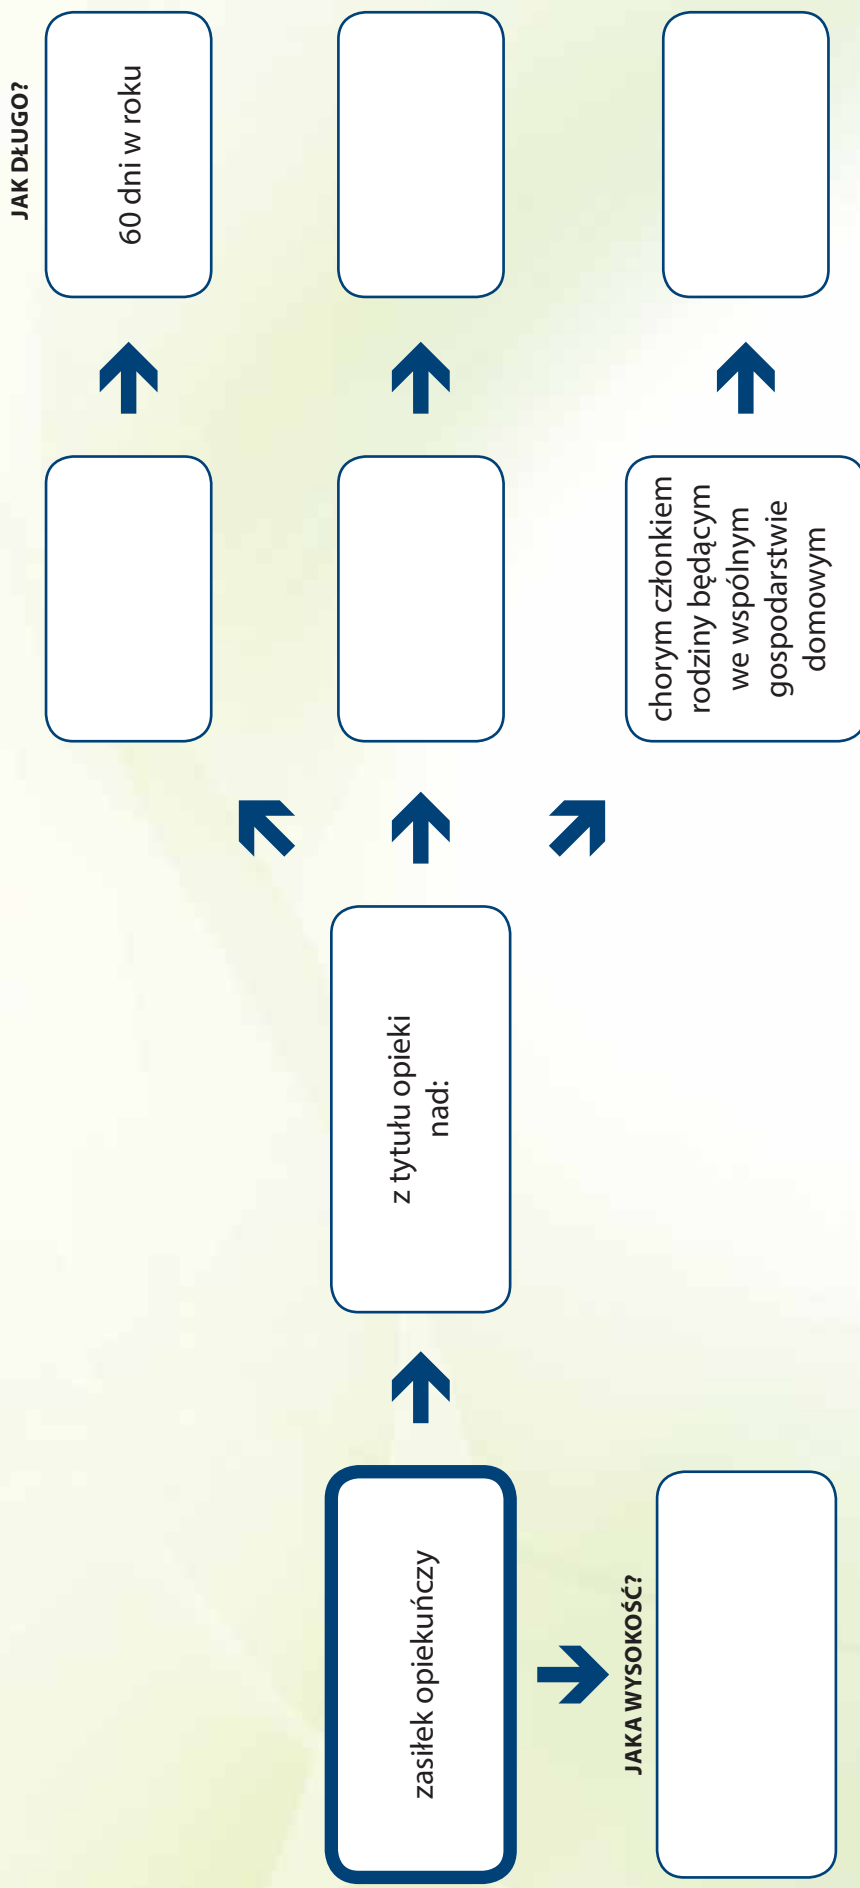 JAK DŁUGO?
zasiłek opiekuńczy
z tytułu opieki
nad:
60 dni w roku
chorym członkiem
rodziny będącym
we wspólnym
gospodarstwie
domowym
JAKA WYSOKOŚĆ?